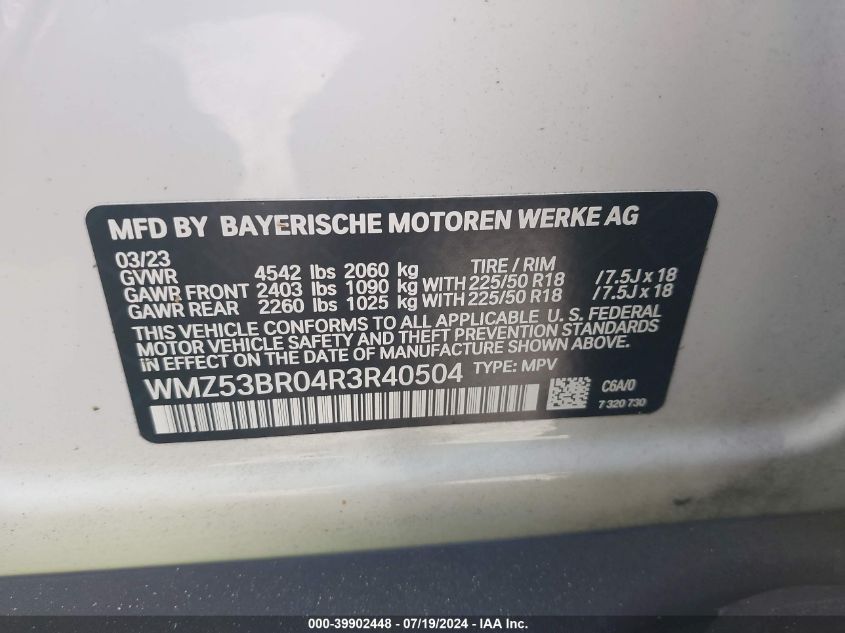 MFD BY BAYERISCHE MOTOREN WERKE AG
03/23 TIRE / RIM
GVWR 4542 lbs 2060 kg
GAWR FRONT 2403 lbs 1090 kg WITH 225/50 R18 /7.5J x 18
GAWR REAR 2260 lbs 1025 kg WITH 225/50 R18 /7.5J x 18
THIS VEHICLE CONFORMS TO ALL APPLICABLE U. S. FEDERAL
MOTOR VEHICLE SAFETY AND THEFT PREVENTION STANDARDS
IN EFFECT ON THE DATE OF MANUFACTURE SHOWN ABOVE.
WMZ53BR04R3R40504 TYPE: MPV
C6A/0
7 320 730
000-39902448 - 07/19/2024 - IAA Inc.